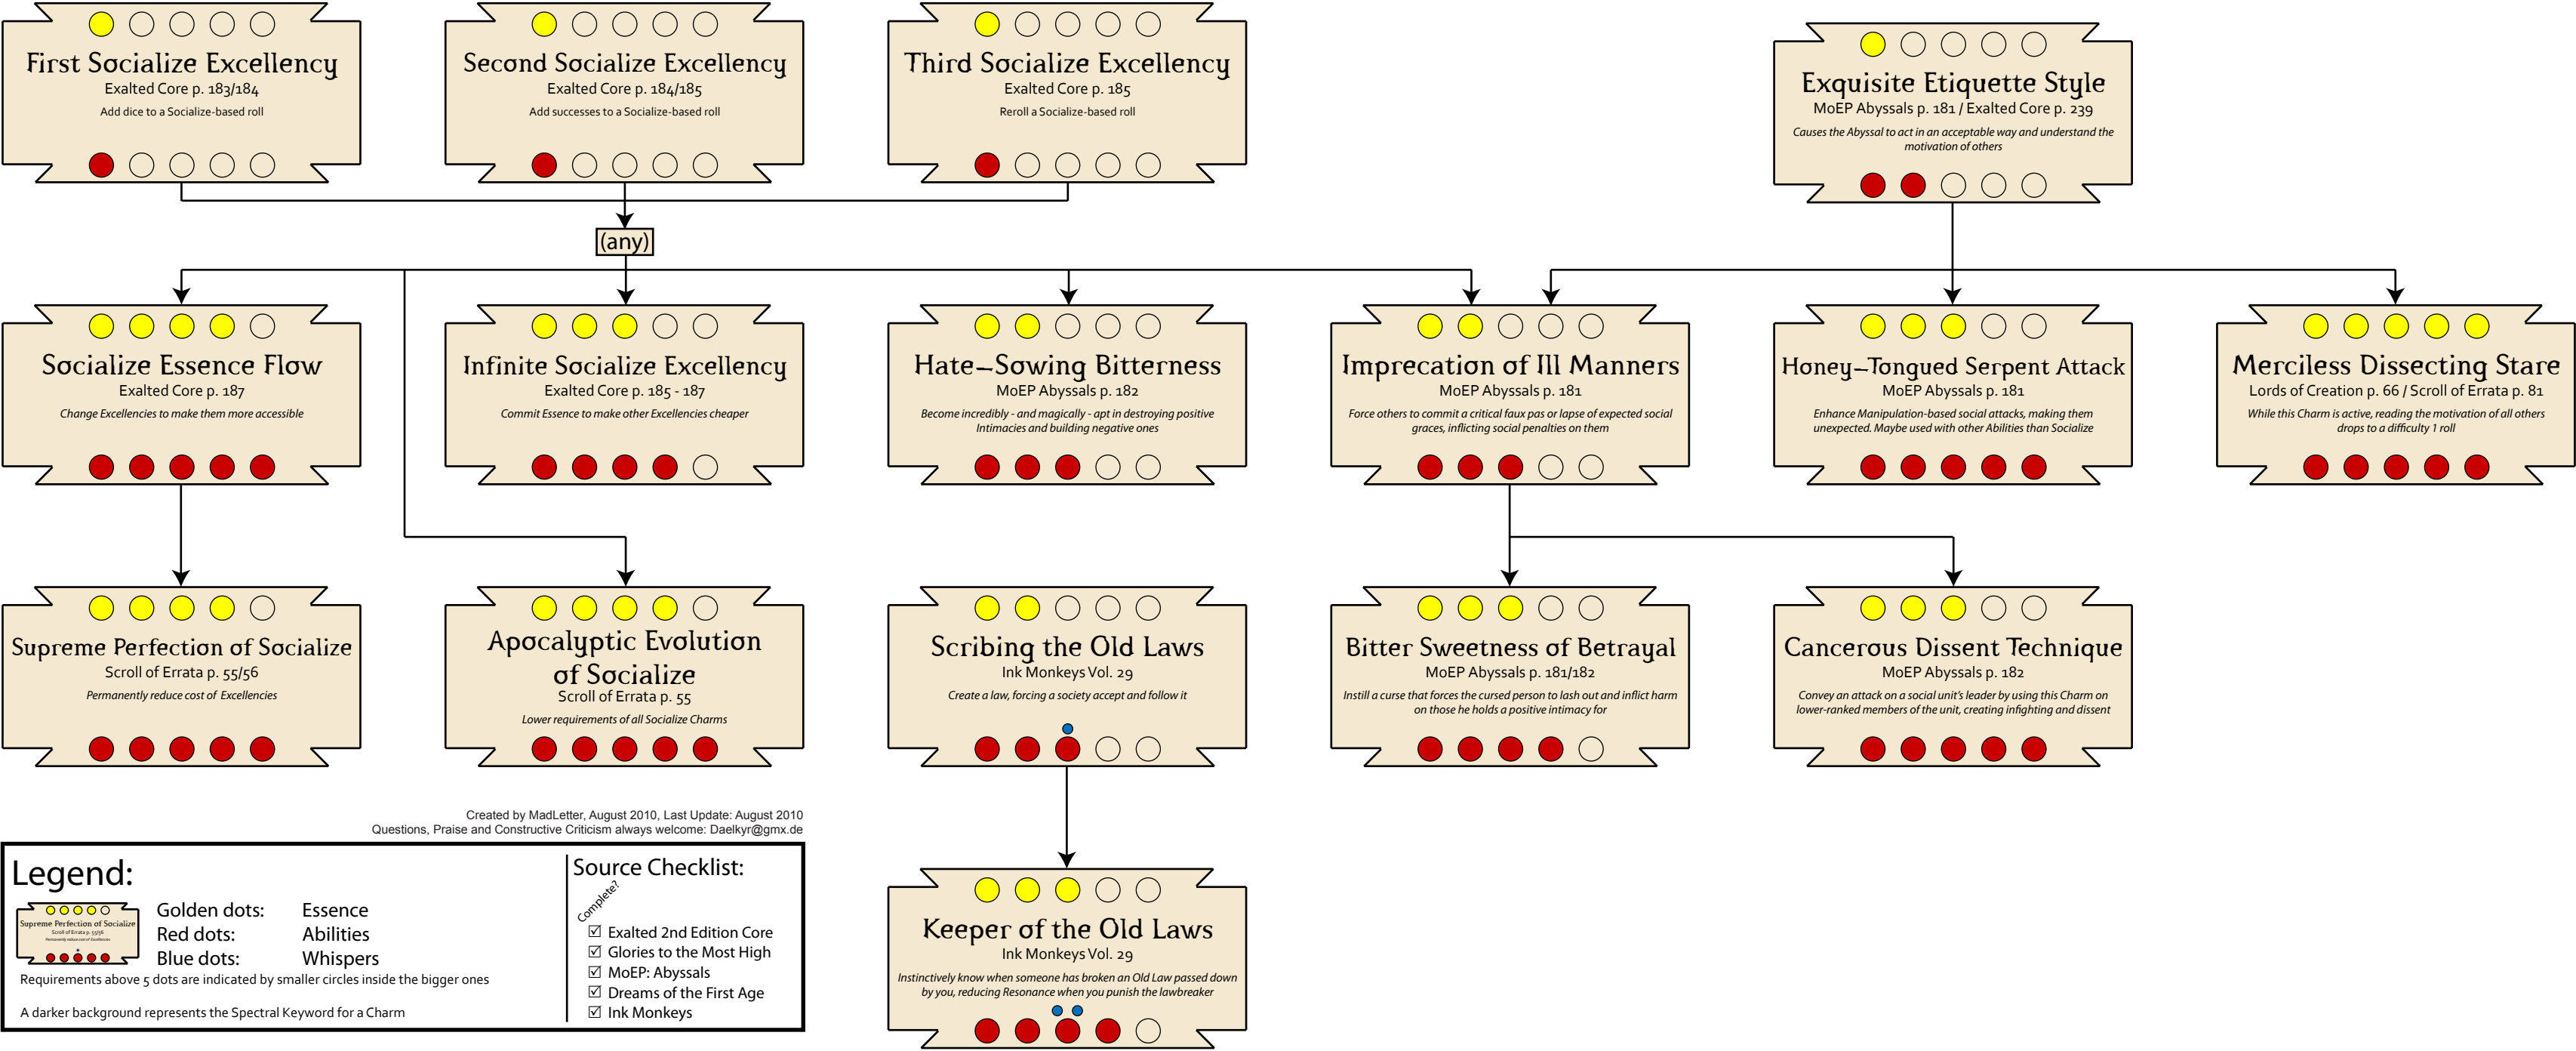 First Socialize Excellency
Exalted Core p. 183/184
Add dice to a Socialize-based roll
Second Socialize Excellency
Exalted Core p. 184/185
Add successes to a Socialize-based roll
Third Socialize Excellency
Exalted Core p. 185
Reroll a Socialize-based roll
Exquisite Etiquette Style
MoEP Abyssals p. 181 / Exalted Core p. 239
Causes the Abyssal to act in an acceptable way and understand the
motivation of others
(any)
Socialize Essence Flow
Exalted Core p. 187
Change Excellencies to make them more accessible
Infinite Socialize Excellency
Exalted Core p. 185 - 187
Commit Essence to make other Excellencies cheaper
Hate-Sowing Bitterness
MoEP Abyssals p. 182
Become incredibly - and magically - apt in destroying positive
Intimacies and building negative ones
Imprecation of Ill Manners
MoEP Abyssals p. 181
Force others to commit a critical faux pas or lapse of expected social
graces, inflicting social penalties on them
Honey-Tongued Serpent Attack
MoEP Abyssals p. 181
Enhance Manipulation-based social attacks, making them
unexpected. Maybe used with other Abilities than Socialize
Merciless Dissecting Stare
Lords of Creation p. 66 / Scroll of Errata p. 81
While this Charm is active, reading the motivation of all others
drops to a difficulty 1 roll
Supreme Perfection of Socialize
Scroll of Errata p. 55/56
Permanently reduce cost of Excellencies
Apocalyptic Evolution
of Socialize
Scroll of Errata p. 55
Lower requirements of all Socialize Charms
Scribing the Old Laws
Ink Monkeys Vol. 29
Create a law, forcing a society accept and follow it
Bitter Sweetness of Betrayal
MoEP Abyssals p. 181/182
Instill a curse that forces the cursed person to lash out and inflict harm
on those he holds a positive intimacy for
Cancerous Dissent Technique
MoEP Abyssals p. 182
Convey an attack on a social unit's leader by using this Charm on
lower-ranked members of the unit, creating infighting and dissent
Keeper of the Old Laws
Ink Monkeys Vol. 29
Instinctively know when someone has broken an Old Law passed down
by you, reducing Resonance when you punish the lawbreaker
Created by MadLetter, August 2010, Last Update: August 2010
Questions, Praise and Constructive Criticism always welcome: Daelkyr@gmx.de
Legend:
Supreme Perfection of Socialize
Scroll of Errata p. 55/56
Permanently reduce cost of Excellencies
Golden dots: Essence
Red dots: Abilities
Blue dots: Whispers
Requirements above 5 dots are indicated by smaller circles inside the bigger ones
A darker background represents the Spectral Keyword for a Charm
Source Checklist:
Complete?
Exalted 2nd Edition Core
Glories to the Most High
MoEP: Abyssals
Dreams of the First Age
Ink Monkeys